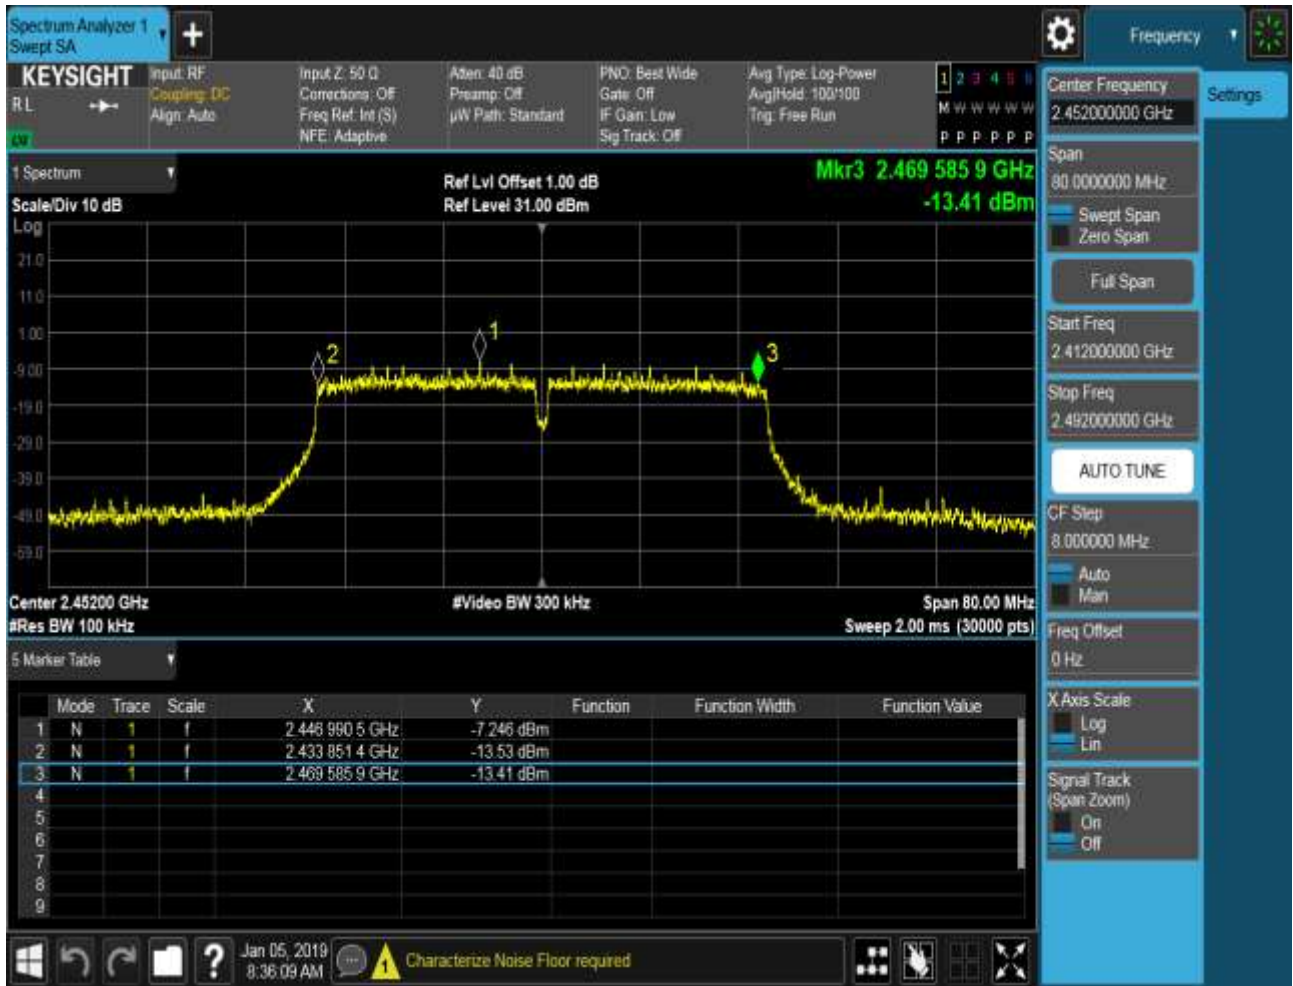 Spectrum Analyzer 1
Swept SA
+
Frequency
KEYSIGHT
RL
Input: RF
Coupling: DC
Align: Auto
Input Z: 50 Ω
Corrections: Off
Freq Ref: Int (S)
NFE: Adaptive
Atten: 40 dB
Preamp: Off
µW Path: Standard
PNO: Best Wide
Gate: Off
IF Gain: Low
Sig Track: Off
Avg Type: Log-Power
Avg|Hold: 100/100
Trig: Free Run
1 2 3 4 5 6
M W W W W W
P P P P P P
1 Spectrum
Scale/Div 10 dB
Ref Lvl Offset 1.00 dB
Ref Level 31.00 dBm
Mkr3 2.469 585 9 GHz
-13.41 dBm
Log
21.0
11.0
1.00
-9.00
-19.0
-29.0
-39.0
-49.0
-59.0
1
2
3
Center 2.45200 GHz
#Video BW 300 kHz
Span 80.00 MHz
#Res BW 100 kHz
Sweep 2.00 ms (30000 pts)
5 Marker Table
Mode Trace Scale X Y Function Function Width Function Value
1 N 1 f 2.446 990 5 GHz -7.246 dBm
2 N 1 f 2.433 851 4 GHz -13.53 dBm
3 N 1 f 2.469 585 9 GHz -13.41 dBm
4
5
6
7
8
9
?
Jan 05, 2019
8:36:09 AM
1
Characterize Noise Floor required
Center Frequency
2.452000000 GHz
Settings
Span
80.0000000 MHz
Swept Span
Zero Span
Full Span
Start Freq
2.412000000 GHz
Stop Freq
2.492000000 GHz
AUTO TUNE
CF Step
8.000000 MHz
Auto
Man
Freq Offset
0 Hz
X Axis Scale
Log
Lin
Signal Track
(Span Zoom)
On
Off